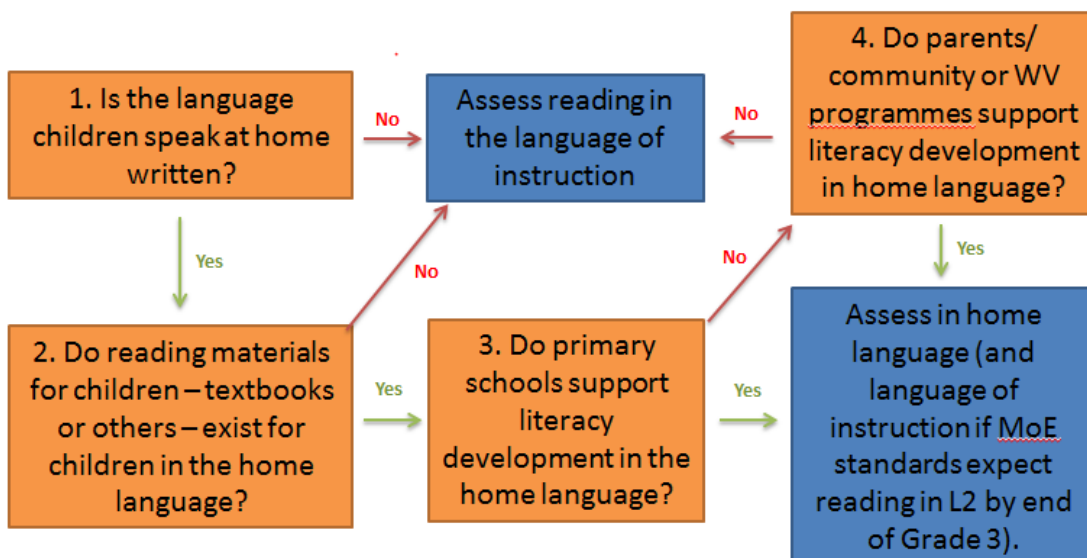 1. Is the language
children speak at home
written?
No
Assess reading in
the language of
instruction
No
4. Do parents/
community or WV
programmes support
literacy development
in home language?
Yes
No
No
Yes
2. Do reading materials
for children – textbooks
or others – exist for
children in the home
language?
Yes
3. Do primary
schools support
literacy
development in the
home language?
Yes
Assess in home
language (and
language of
instruction if MoE
standards expect
reading in L2 by end
of Grade 3).